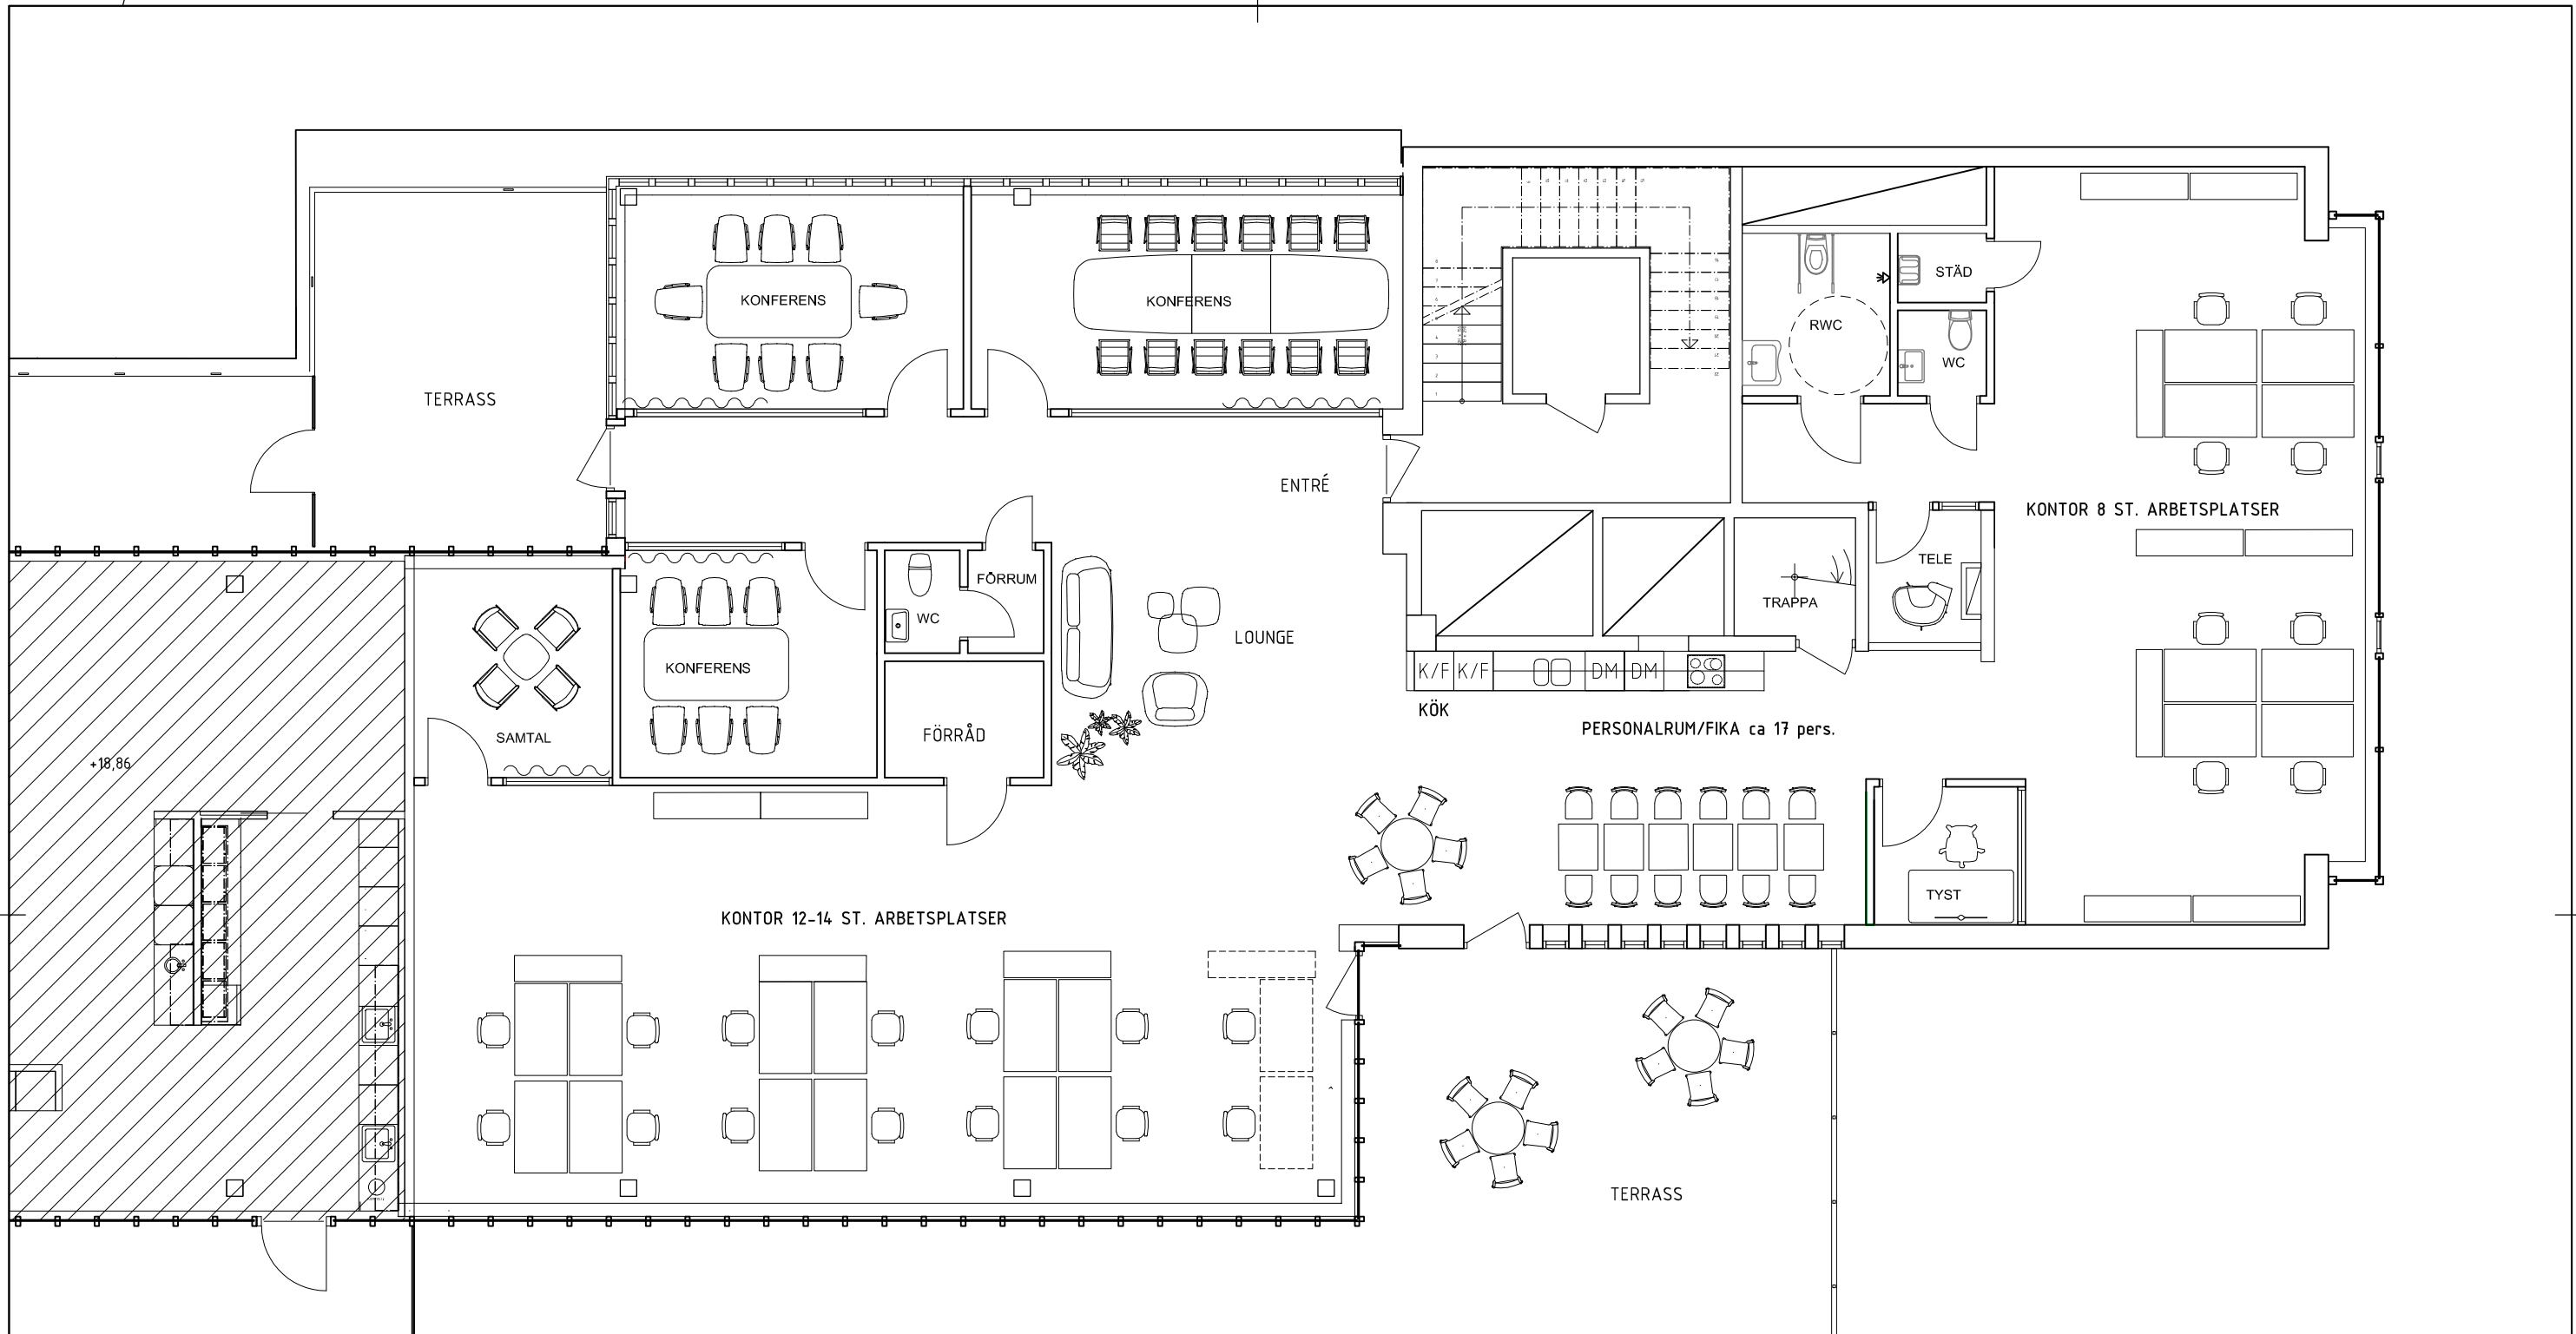 STÄD
KONFERENS
KONFERENS
RWC
WC
TERRASS
ENTRÉ
KONTOR 8 ST. ARBETSPLATSER
TELE
FÖRRUM
TRAPPA
WC
LOUNGE
KONFERENS
K/F K/F DM DM
KÖK
SAMTAL
FÖRRÅD
PERSONALRUM/FIKA ca 17 pers.
+18,86
TYST
KONTOR 12-14 ST. ARBETSPLATSER
TERRASS